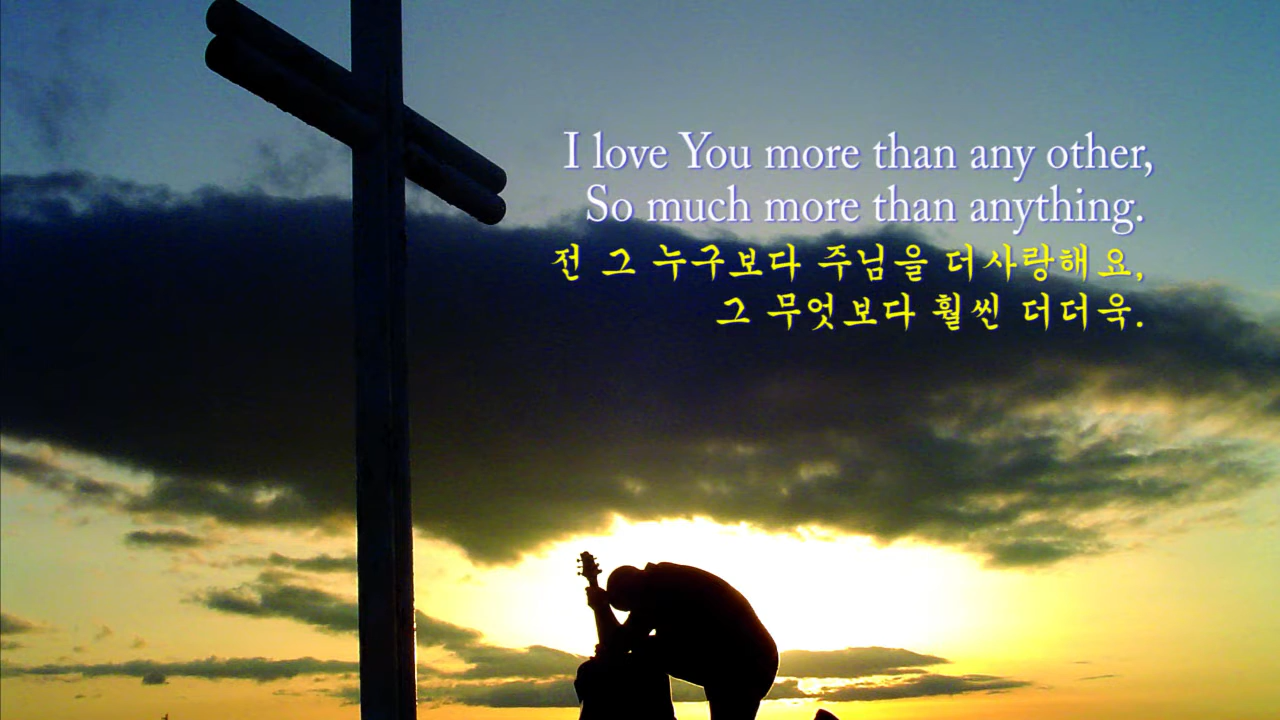 I love You more than any other,
So much more than anything.
전 그 누구보다 주님을 더사랑해요,
그 무엇보다 훨씬 더더욱.